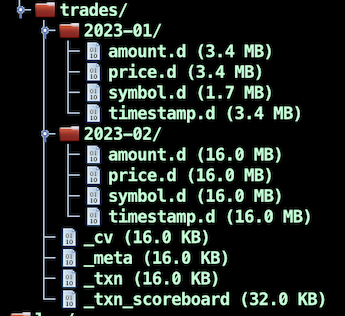 trades/
2023-01/
amount.d (3.4 MB)
price.d (3.4 MB)
symbol.d (1.7 MB)
timestamp.d (3.4 MB)
2023-02/
amount.d (16.0 MB)
price.d (16.0 MB)
symbol.d (16.0 MB)
timestamp.d (16.0 MB)
_cv (16.0 KB)
_meta (16.0 KB)
_txn (16.0 KB)
_txn_scoreboard (32.0 KB)